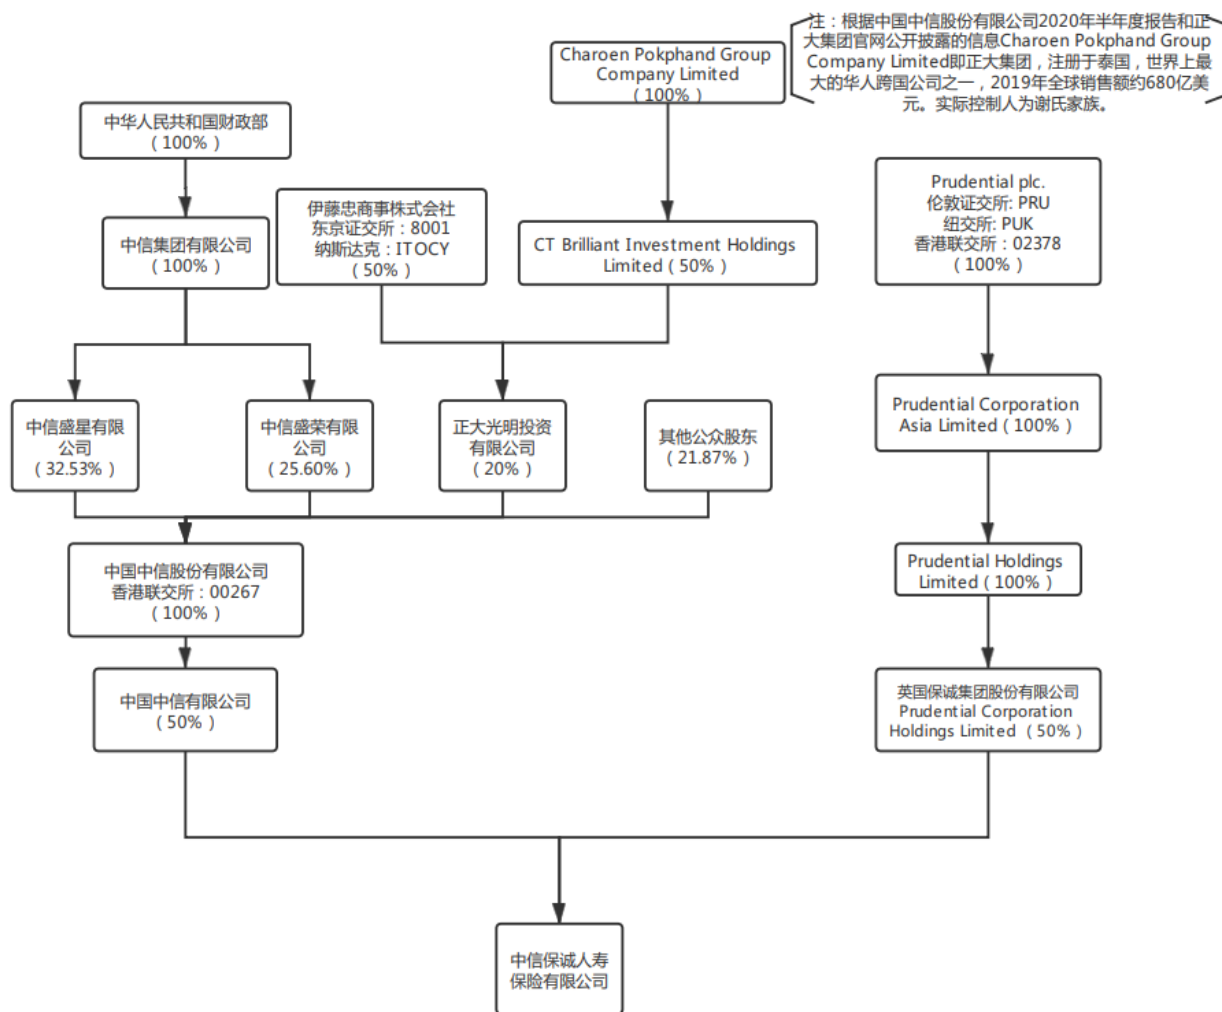 注：根据中国中信股份有限公司2020年半年度报告和正
大集团官网公开披露的信息Charoen Pokphand Group
Company Limited即正大集团，注册于泰国，世界上最
大的华人跨国公司之一，2019年全球销售额约680亿美
元。实际控制人为谢氏家族。
Charoen Pokphand Group
Company Limited
（100%）
中华人民共和国财政部
（100%）
中信集团有限公司
（100%）
伊藤忠商事株式会社
东京证交所：8001
纳斯达克：ITOCY
（50%）
CT Brilliant Investment Holdings
Limited（50%）
Prudential plc.
伦敦证交所: PRU
纽交所: PUK
香港联交所：02378
（100%）
中信盛星有限
公司
（32.53%）
中信盛荣有限
公司
（25.60%）
正大光明投资
有限公司
（20%）
其他公众股东
（21.87%）
Prudential Corporation
Asia Limited（100%）
中国中信股份有限公司
香港联交所：00267
（100%）
Prudential Holdings
Limited（100%）
中国中信有限公司
（50%）
英国保诚集团股份有限公司
Prudential Corporation
Holdings Limited （50%）
中信保诚人寿
保险有限公司